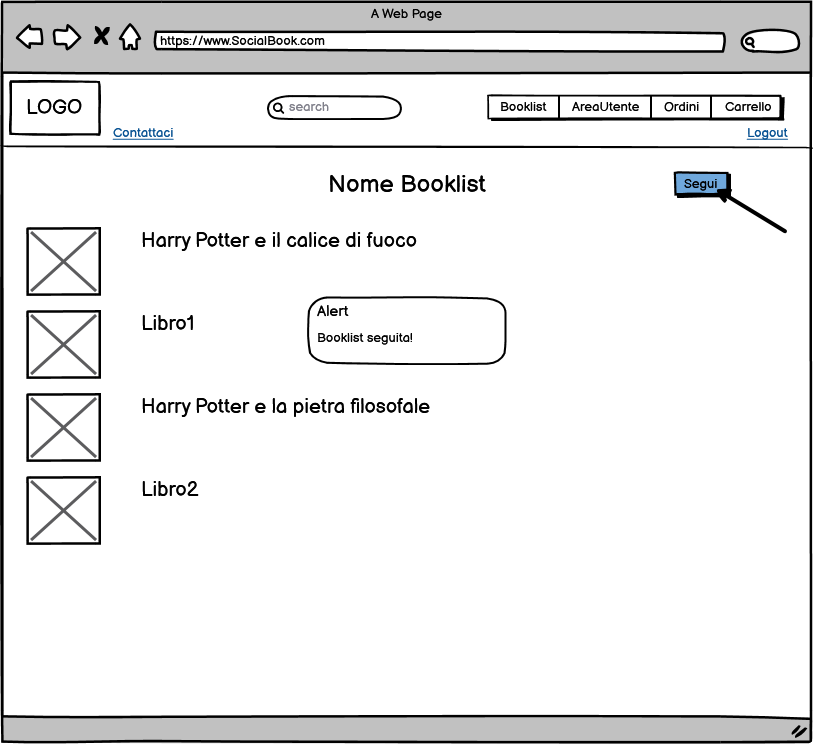 A Web Page
https://www.SocialBook.com
LOGO
search
Booklist AreaUtente Ordini Carrello
Contattaci
Logout
Nome Booklist
Segui
Harry Potter e il calice di fuoco
Alert
Libro1
Booklist seguita!
Harry Potter e la pietra filosofale
Libro2